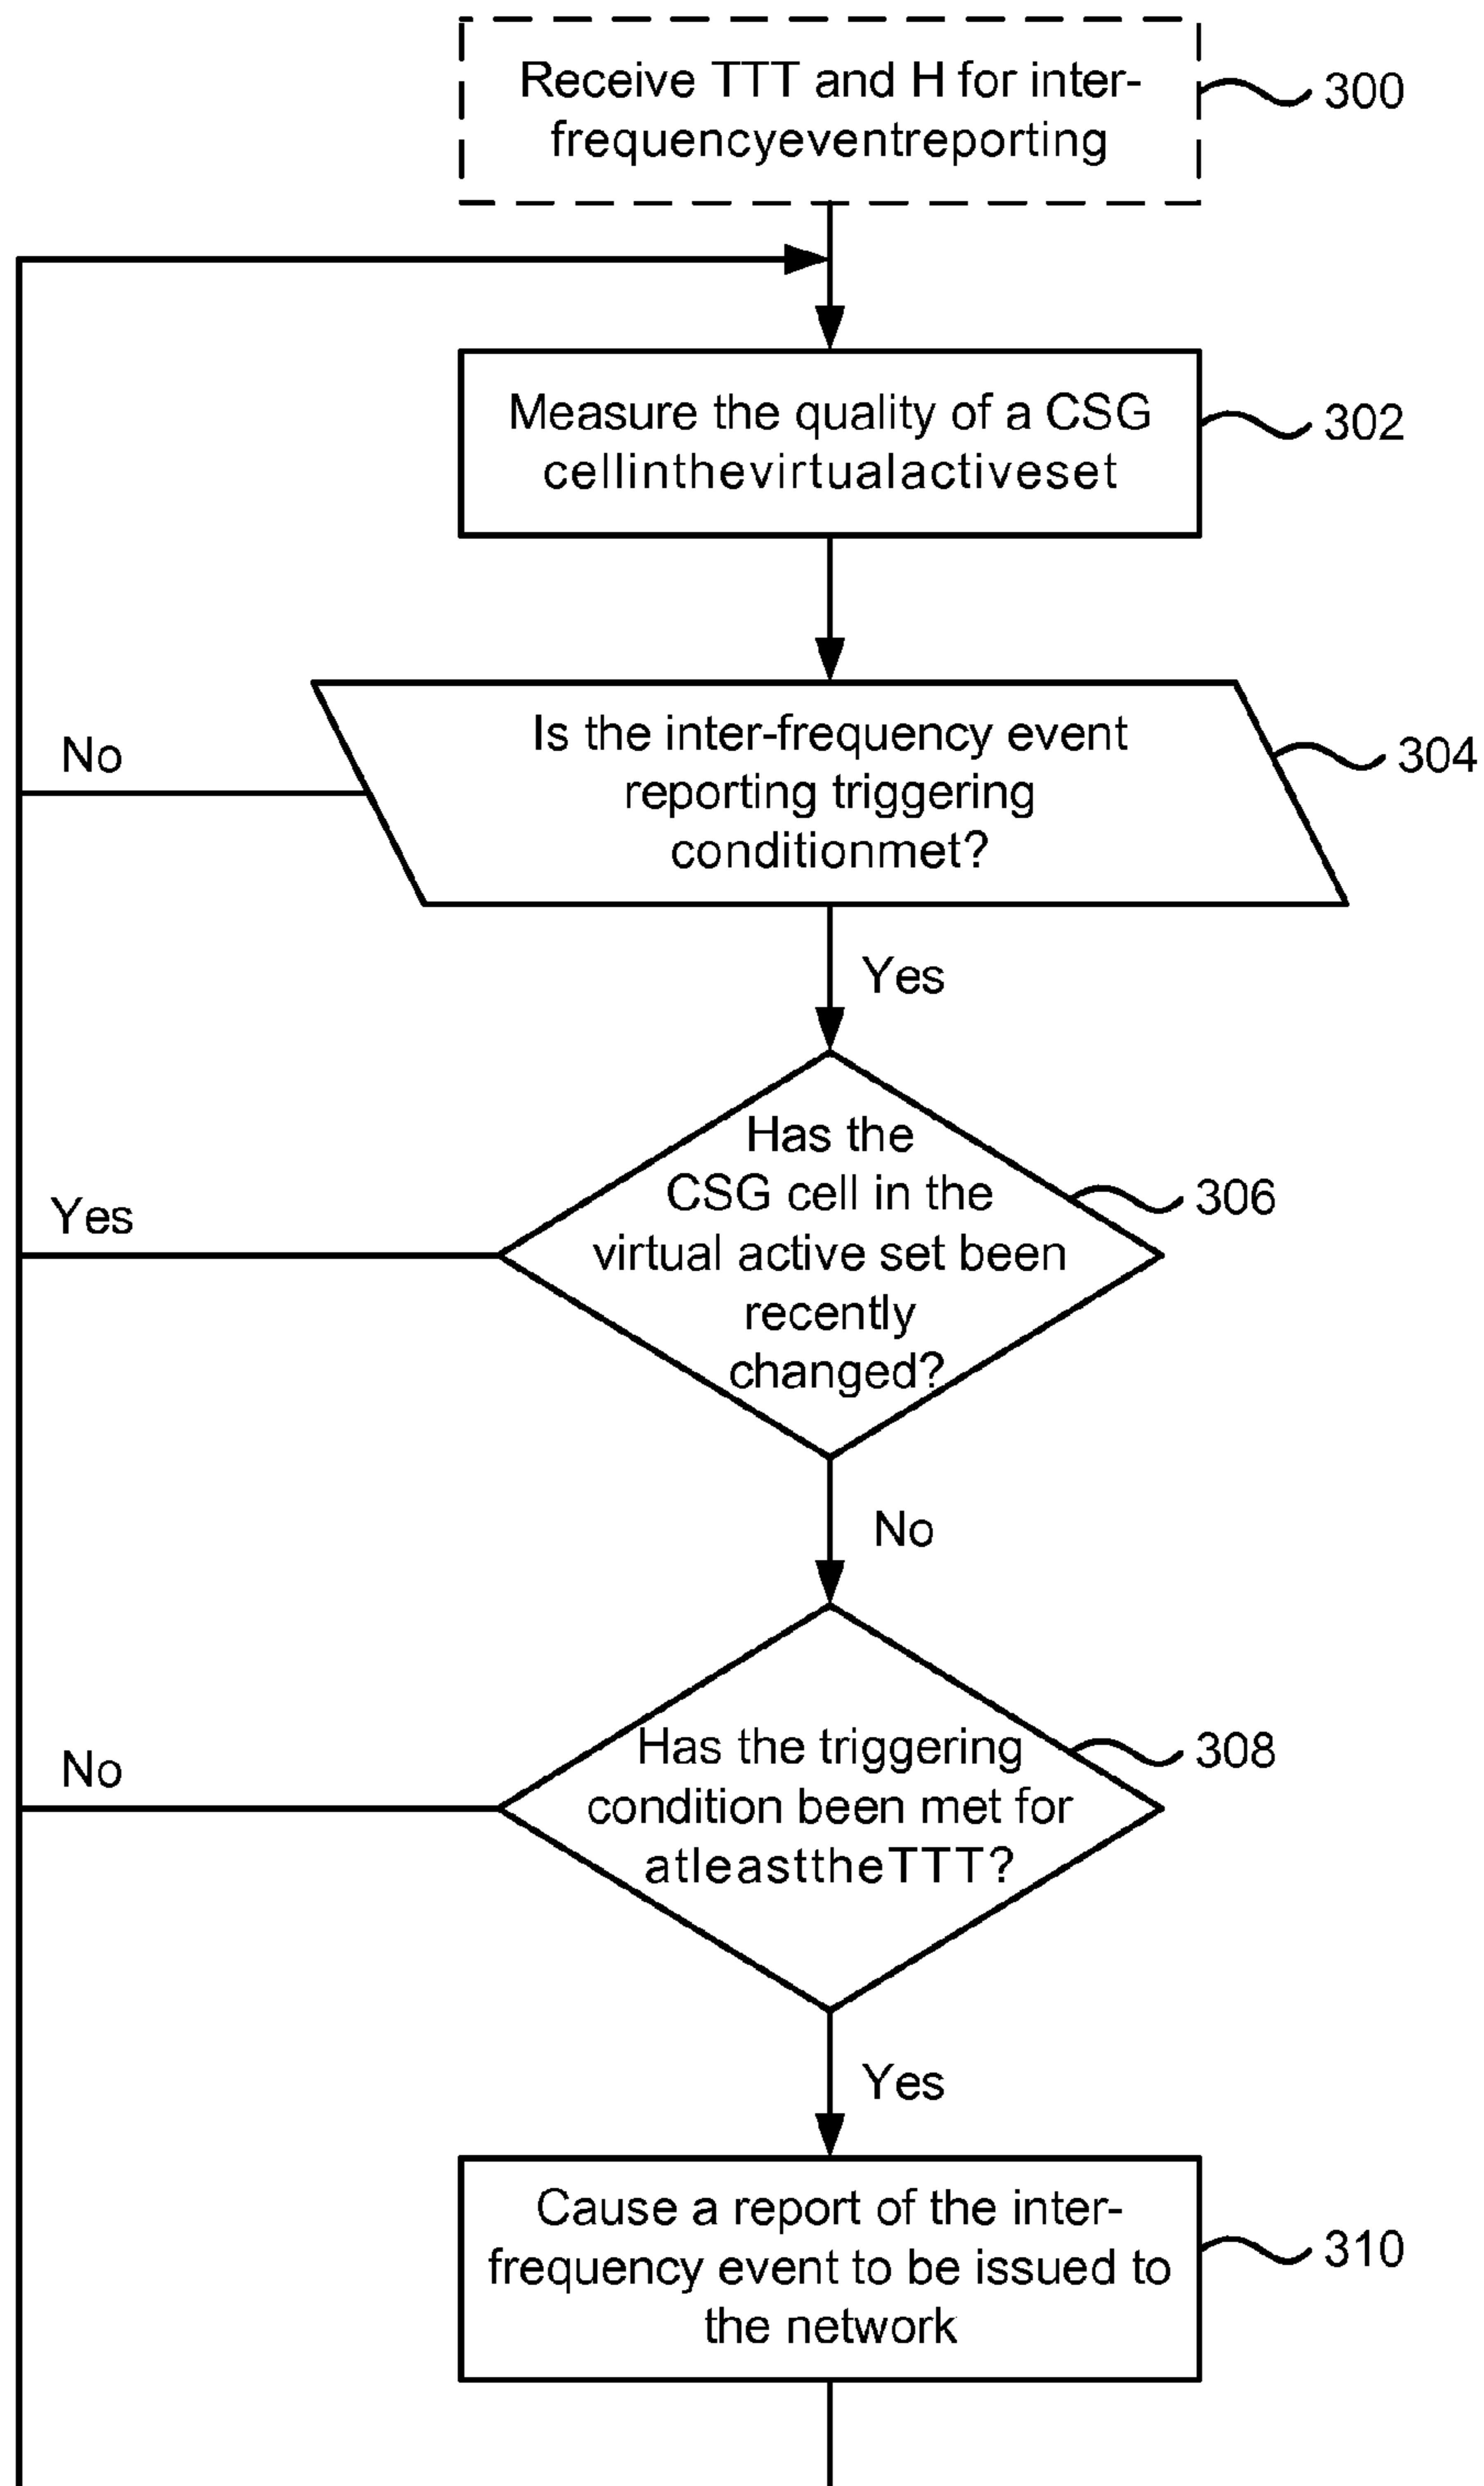 Receive TTT and H for inter-
frequencyeventreporting
300
Measure the quality of a CSG
cellinthevirtualactiveset
302
Is the inter-frequency event
reporting triggering
conditionmet?
304
No
Yes
Has the
CSG cell in the
virtual active set been
recently
changed?
306
Yes
No
Has the triggering
condition been met for
atleasttheTTT?
308
No
Yes
Cause a report of the inter-
frequency event to be issued to
the network
310